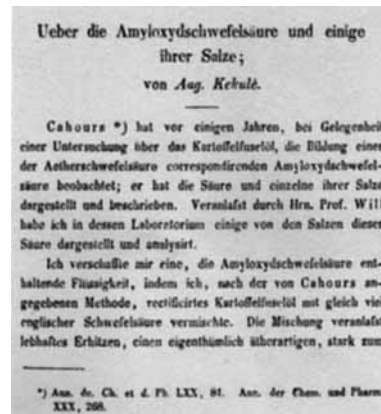 Ueber die Amyloxydschwefelsäure und einige
ihrer Salze;
von Aug. Kekulé.
Cahours *) hat vor einigen Jahren, bei Gelegenheit
einer Untersuchung über das Kartoffelfuselöl, die Bildung einer
der Aetherschwefelsäure correspondirenden Amyloxydschwefel-
säure beobachtet; er hat die Säure und einzelne ihrer Salze
dargestellt und beschrieben. Veranlafst durch Hrn. Prof. Will
habe ich in dessen Laboratorium einige von den Salzen dieser
Säure dargestellt und analysirt.
Ich verschaffte mir eine, die Amyloxydschwefelsäure ent-
haltende Flüssigkeit, indem ich, nach der von Cahours an-
gegebenen Methode, rectificirtes Kartoffelfuselöl mit gleich viel
englischer Schwefelsäure vermischte. Die Mischung veranlafst
lebhaftes Erhitzen, einen eigenthümlich ätherartigen, stark zum
*) Ann. de. Ch. et d. Ph. LXX, 81. Ann. der Chem. und Pharm
XXX, 288.